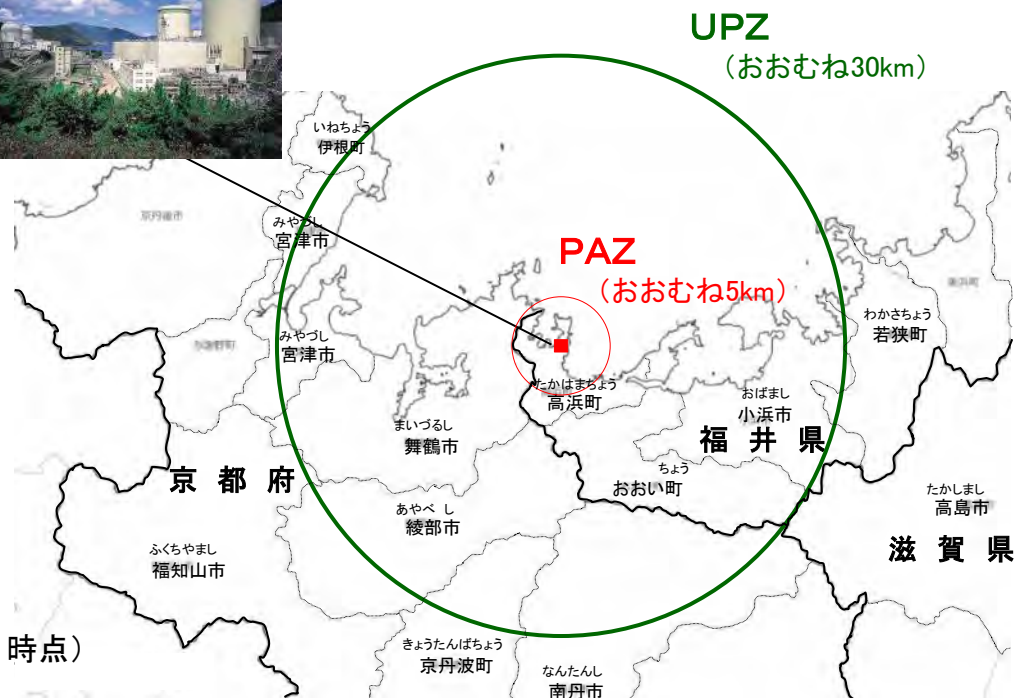 UPZ
（おおむね30km）
いねちょう
伊根町
京丹後市
みやづし
宮津市
PAZ
（おおむね5km）
わかさちょう
若狭町
みやづし
宮津市
たかはまちょう
高浜町
おばまし
小浜市
まいづるし
舞鶴市
福井県
ちょう
おおい町
京都府
たかしまし
高島市
あやべ し
綾部市
滋賀県
ふくちやまし
福知山市
きょうたんばちょう
京丹波町
時点）
なんたんし
南丹市